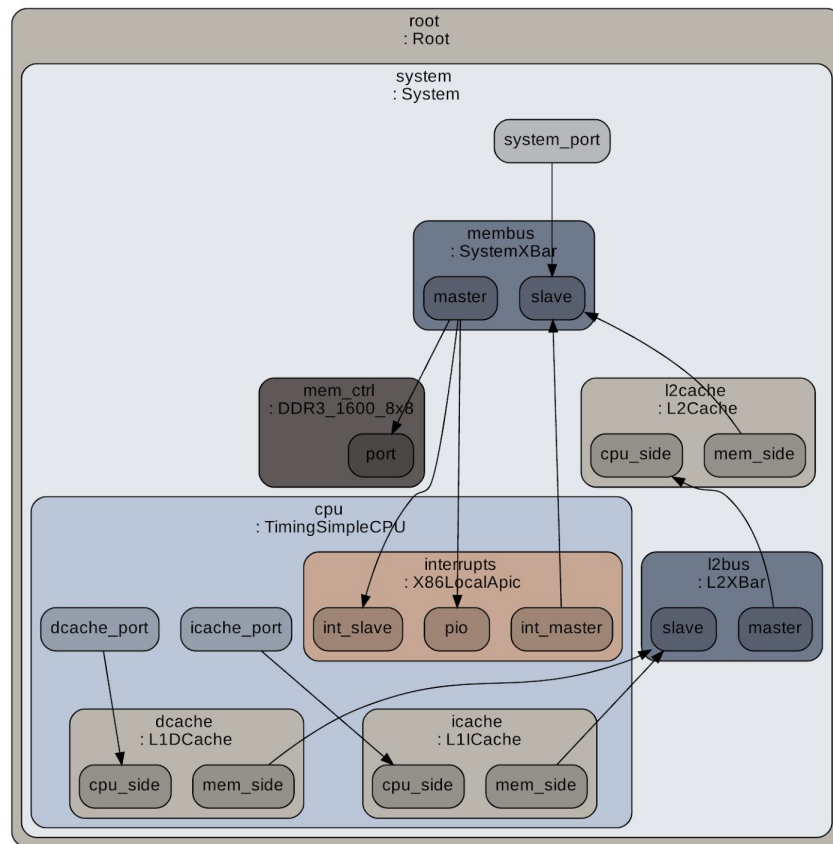 root
: Root
system
: System
system_port
membus
: SystemXBar
master
slave
mem_ctrl
: DDR3_1600_8x8
port
l2cache
: L2Cache
cpu_side
mem_side
cpu
: TimingSimpleCPU
interrupts
: X86LocalApic
int_slave
pio
int_master
l2bus
: L2XBar
slave
master
dcache_port
icache_port
dcache
: L1DCache
cpu_side
mem_side
icache
: L1ICache
cpu_side
mem_side